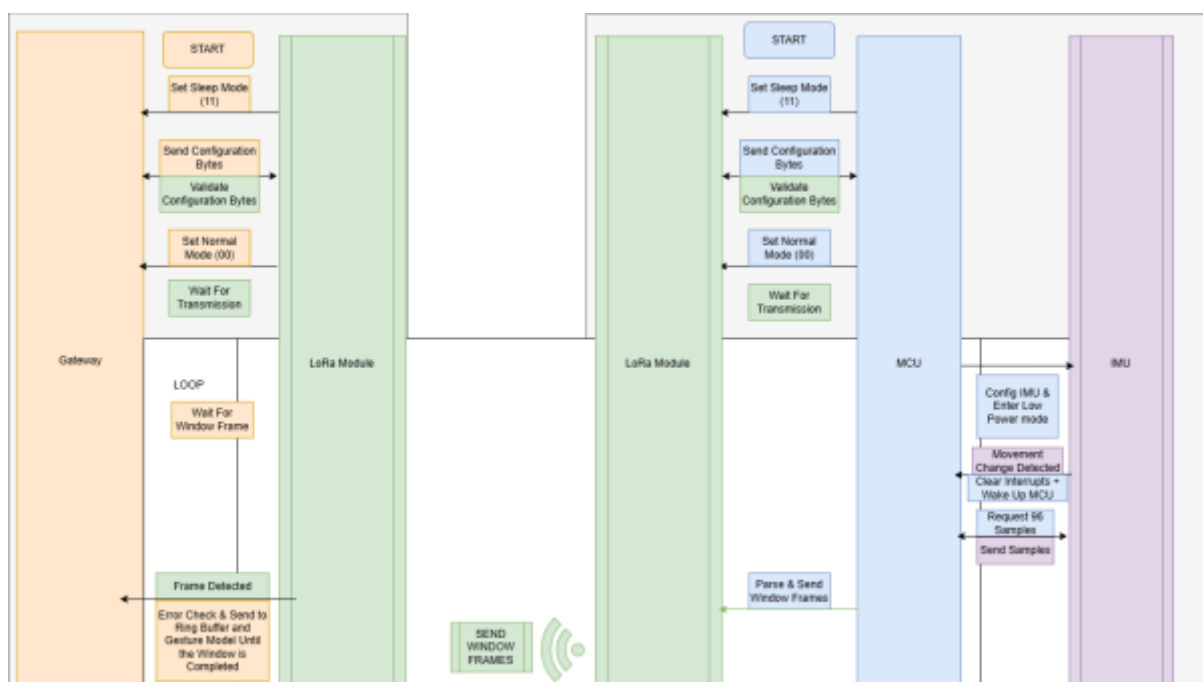 START
Set Sleep Mode
(11)
Send Configuration
Bytes
Validate
Configuration Bytes
Set Normal
Mode (00)
Wait For
Transmission
Gateway
LoRa Module
LOOP
Wait For
Window Frame
Frame Detected
Error Check & Send to
Ring Buffer and
Gesture Model Until
the Window is
Completed
SEND
WINDOW
FRAMES
START
Set Sleep Mode
(11)
Send Configuration
Bytes
Validate
Configuration Bytes
Set Normal
Mode (00)
Wait For
Transmission
LoRa Module
MCU
IMU
Config IMU &
Enter Low
Power mode
Movement
Change Detected
Clear Interrupts +
Wake Up MCU
Request 96
Samples
Send Samples
Parse & Send
Window Frames